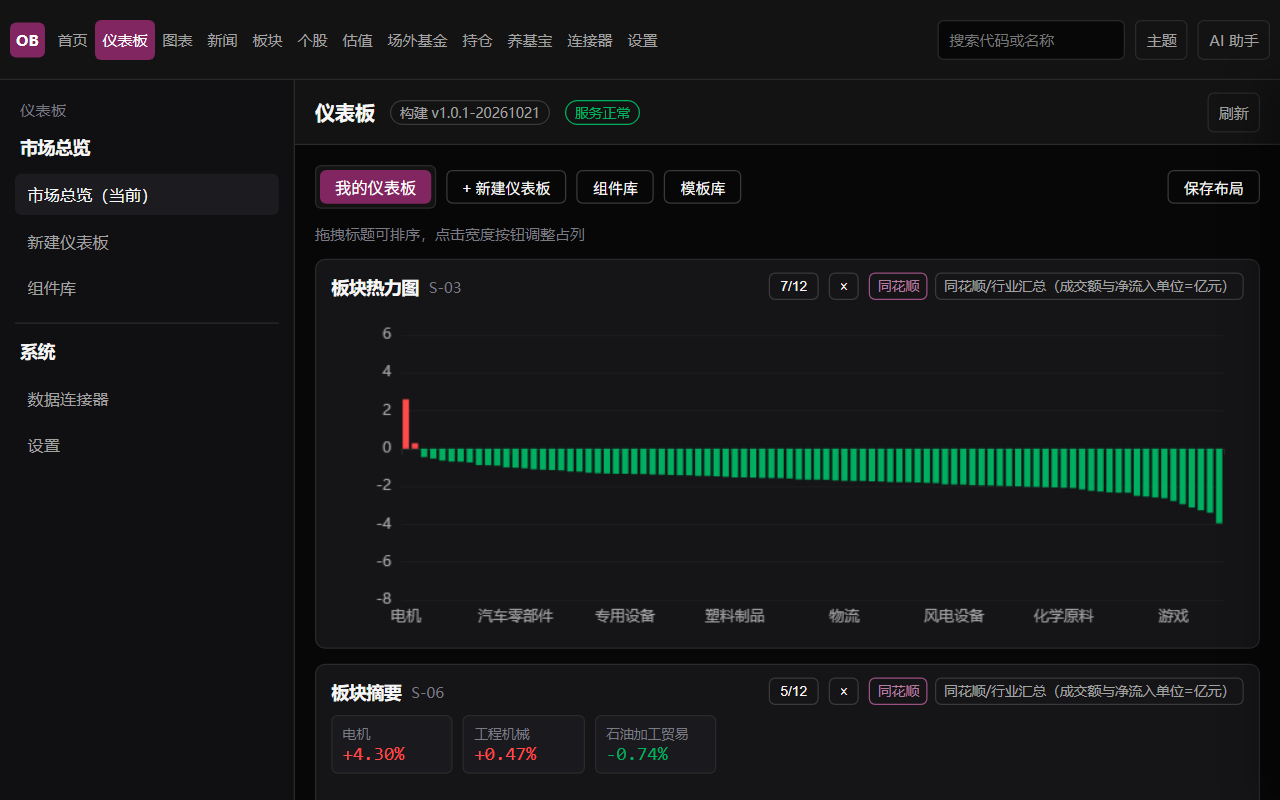 OB 首页 仪表板 图表 新闻 板块 个股 估值 场外基金 持仓 养基宝 连接器 设置 搜索代码或名称 主题 AI 助手
仪表板
市场总览
市场总览（当前）
新建仪表板
组件库
系统
数据连接器
设置
仪表板 构建 v1.0.1-20261021 服务正常 刷新
我的仪表板 + 新建仪表板 组件库 模板库 保存布局
拖拽标题可排序，点击宽度按钮调整占列
板块热力图 S-03 7/12 × 同花顺 同花顺/行业汇总（成交额与净流入单位=亿元）
6
4
2
0
-2
-4
-6
-8
电机 汽车零部件 专用设备 塑料制品 物流 风电设备 化学原料 游戏
板块摘要 S-06 5/12 × 同花顺 同花顺/行业汇总（成交额与净流入单位=亿元）
电机 工程机械 石油加工贸易
+4.30% +0.47% -0.74%